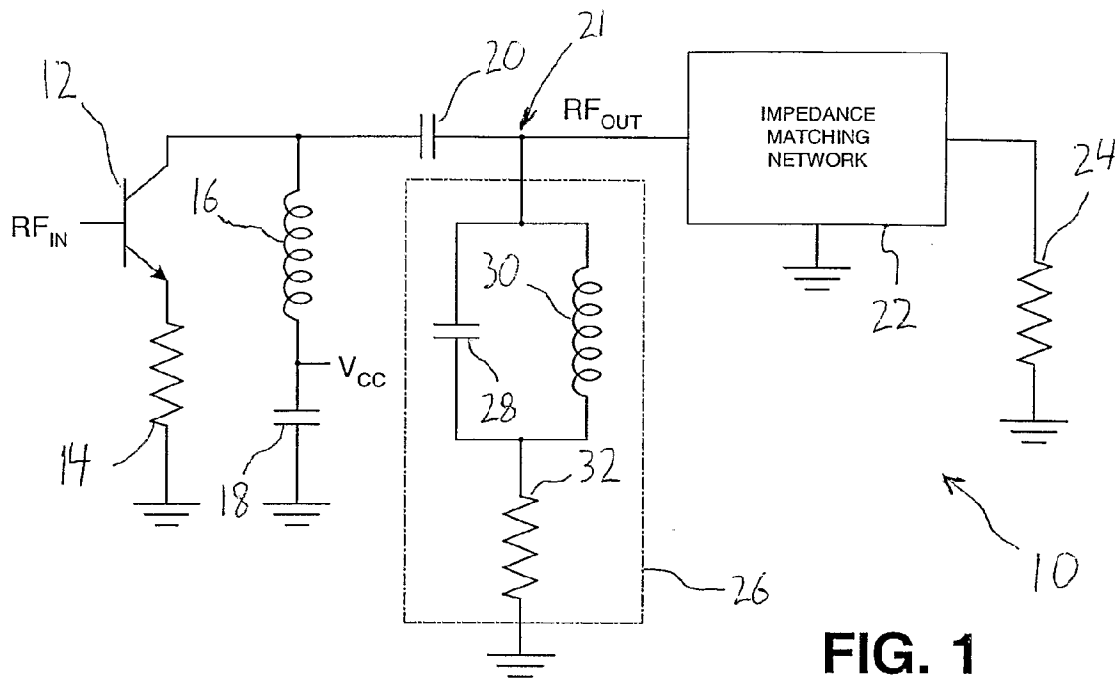 20
21
12
RF_OUT
IMPEDANCE
MATCHING
NETWORK
24
16
RF_IN
30
22
V_CC
28
14
18
32
10
26
FIG. 1